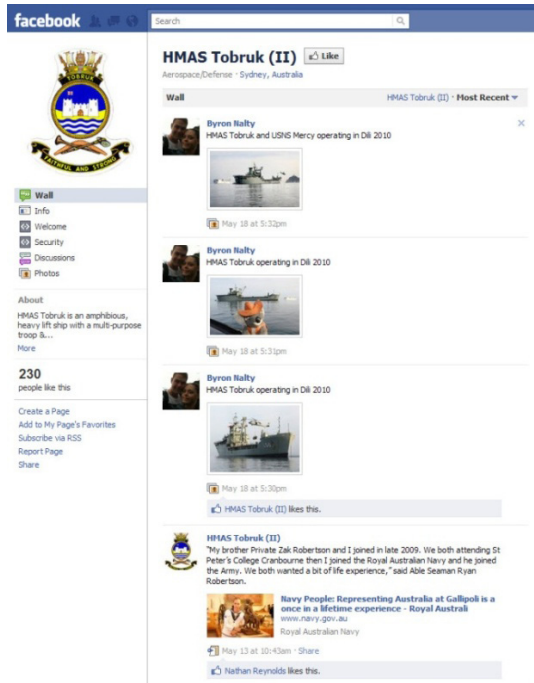 facebook
Search
TOBRUK
FAITHFUL AND STRONG
Wall
Info
Welcome
Security
Discussions
Photos
About
HMAS Tobruk is an amphibious,
heavy lift ship with a multi-purpose
troop &...
More
230
people like this
Create a Page
Add to My Page's Favorites
Subscribe via RSS
Report Page
Share
HMAS Tobruk (II) Like
Aerospace/Defense · Sydney, Australia
Wall HMAS Tobruk (II) · Most Recent
Byron Nalty
HMAS Tobruk and USNS Mercy operating in Dili 2010
May 18 at 5:32pm
Byron Nalty
HMAS Tobruk operating in Dili 2010
May 18 at 5:31pm
Byron Nalty
HMAS Tobruk operating in Dili 2010
May 18 at 5:30pm
HMAS Tobruk (II) likes this.
HMAS Tobruk (II)
"My brother Private Zak Robertson and I joined in late 2009. We both attending St
Peter's College Cranbourne then I joined the Royal Australian Navy and he joined
the Army. We both wanted a bit of life experience," said Able Seaman Ryan
Robertson.
Navy People: Representing Australia at Gallipoli is a
once in a lifetime experience - Royal Australi
www.navy.gov.au
Royal Australian Navy
May 13 at 10:43am · Share
Nathan Reynolds likes this.